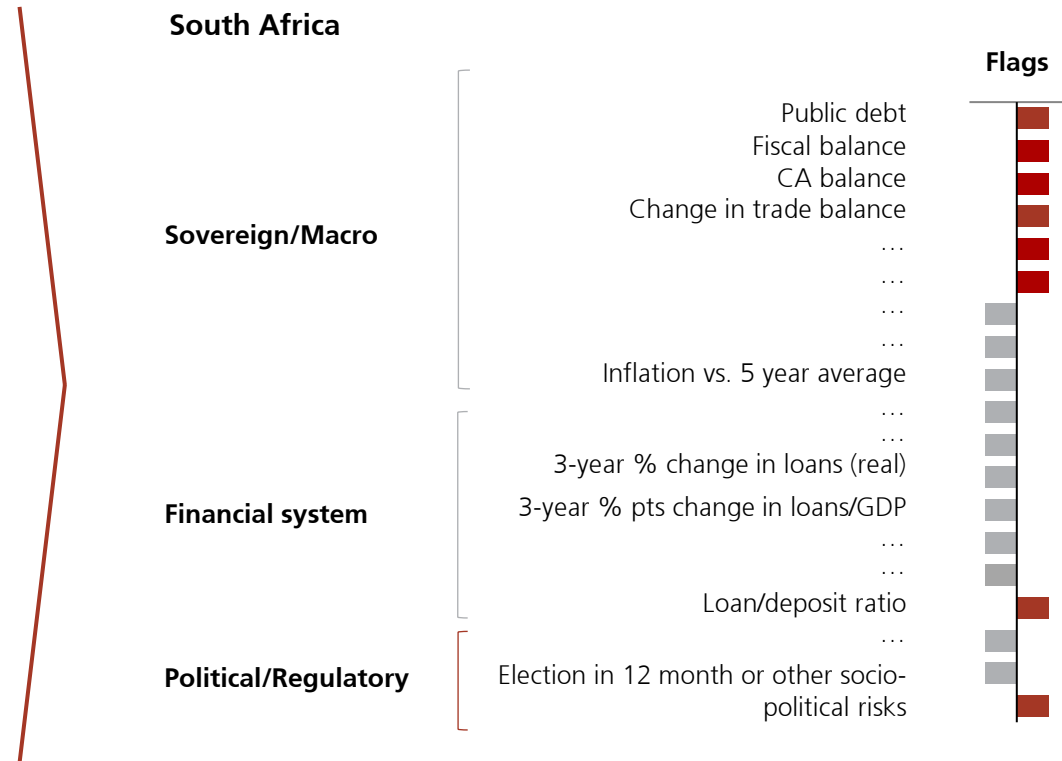 South Africa
Flags
Public debt
Fiscal balance
CA balance
Change in trade balance
Sovereign/Macro
...
...
...
...
Inflation vs. 5 year average
...
...
3-year % change in loans (real)
Financial system
3-year % pts change in loans/GDP
...
...
Loan/deposit ratio
...
Political/Regulatory
Election in 12 month or other socio-
political risks